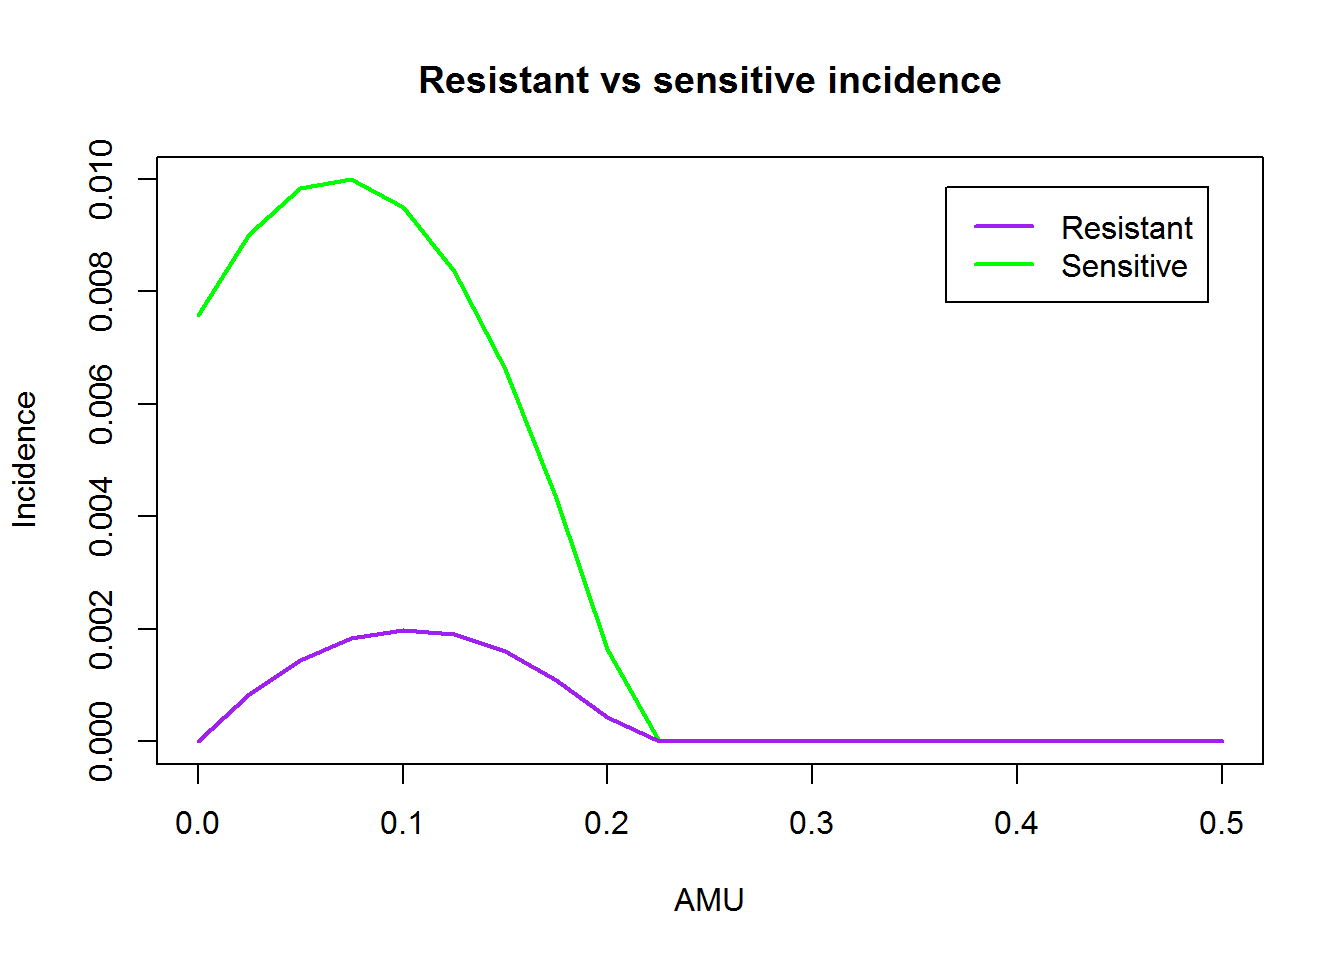 Resistant vs sensitive incidence
Resistant
Sensitive
Incidence
0.010
0.008
0.006
0.004
0.002
0.000
0.0 0.1 0.2 0.3 0.4 0.5
AMU